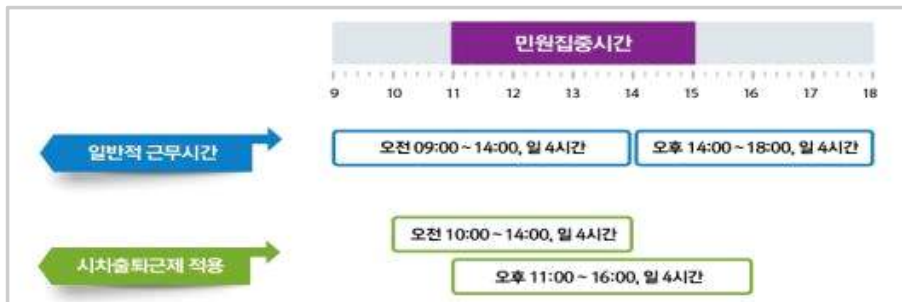 민원집중시간
9 10 11 12 13 14 15 16 17 18
일반적 근무시간
오전 09:00 ~ 14:00, 일 4시간
오후 14:00 ~ 18:00, 일 4시간
시차출퇴근제 적용
오전 10:00 ~ 14:00, 일 4시간
오후 11:00 ~ 16:00, 일 4시간